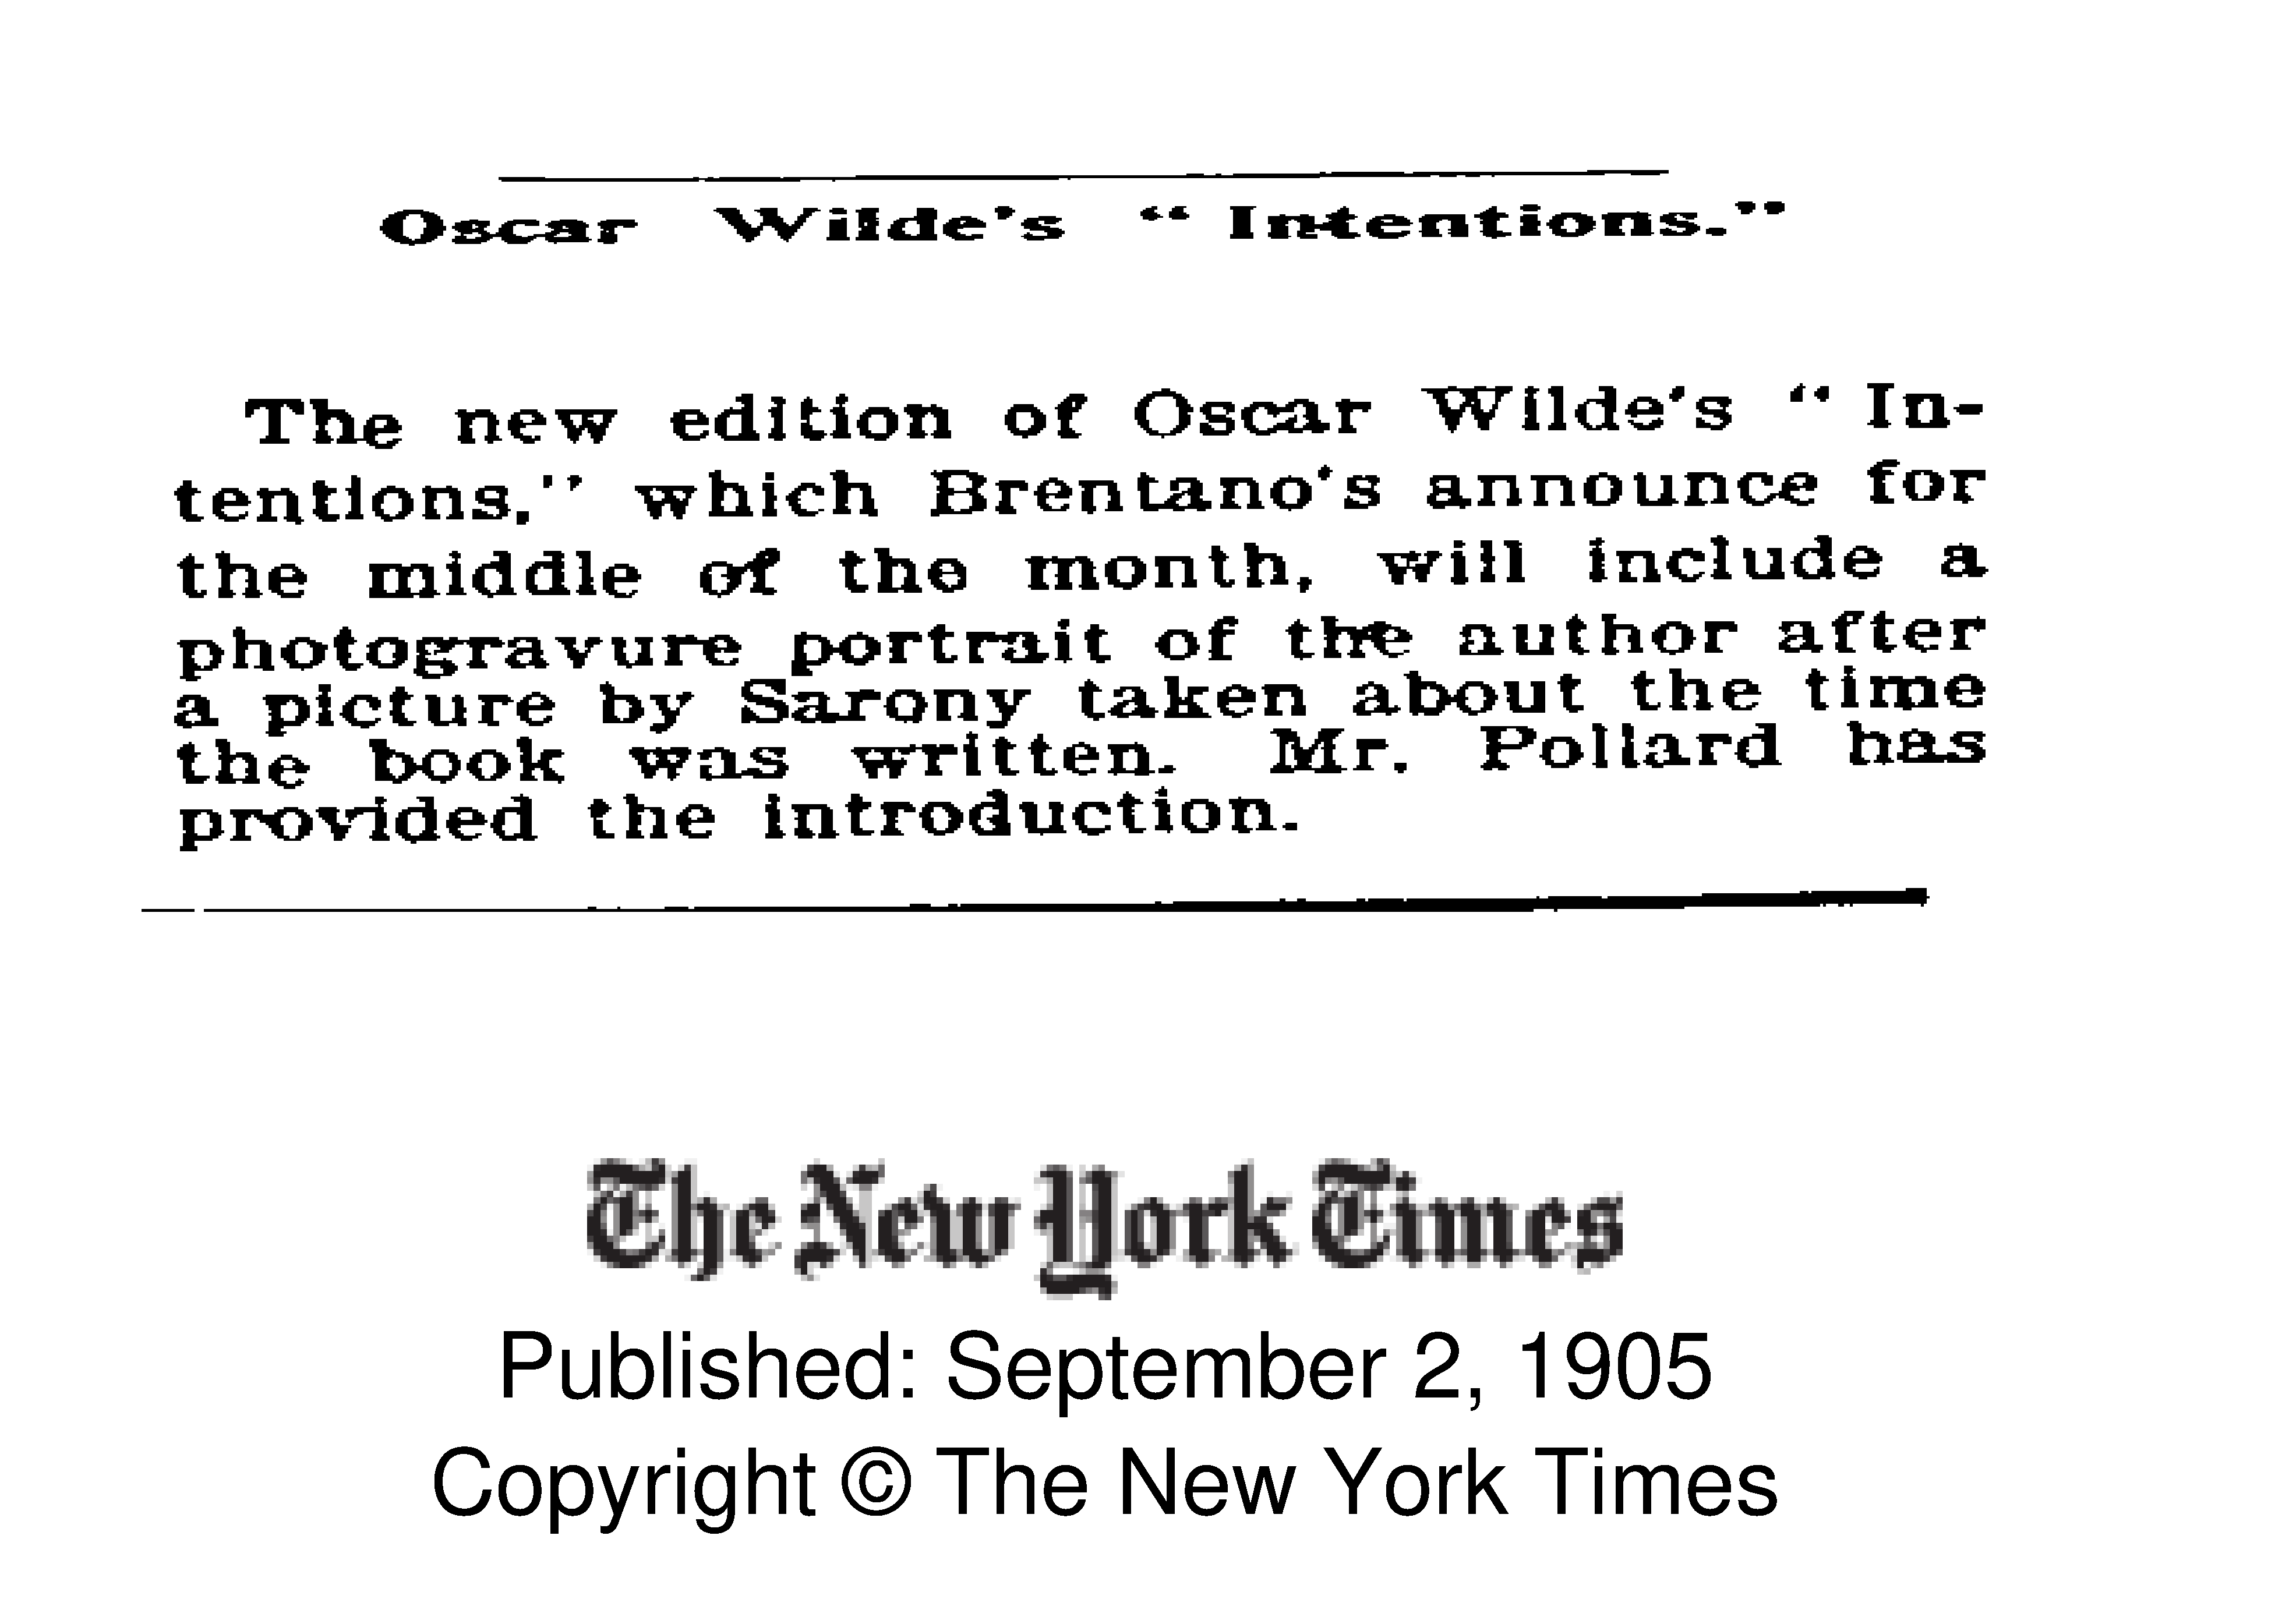 Oscar Wilde's “ Intentions.”
The new edition of Oscar Wilde's “ In-
tentions,” which Brentano's announce for
the middle of the month, will include a
photogravure portrait of the author after
a picture by Sarony taken about the time
the book was written. Mr. Pollard has
provided the introduction.
The New York Times
Published: September 2, 1905
Copyright © The New York Times